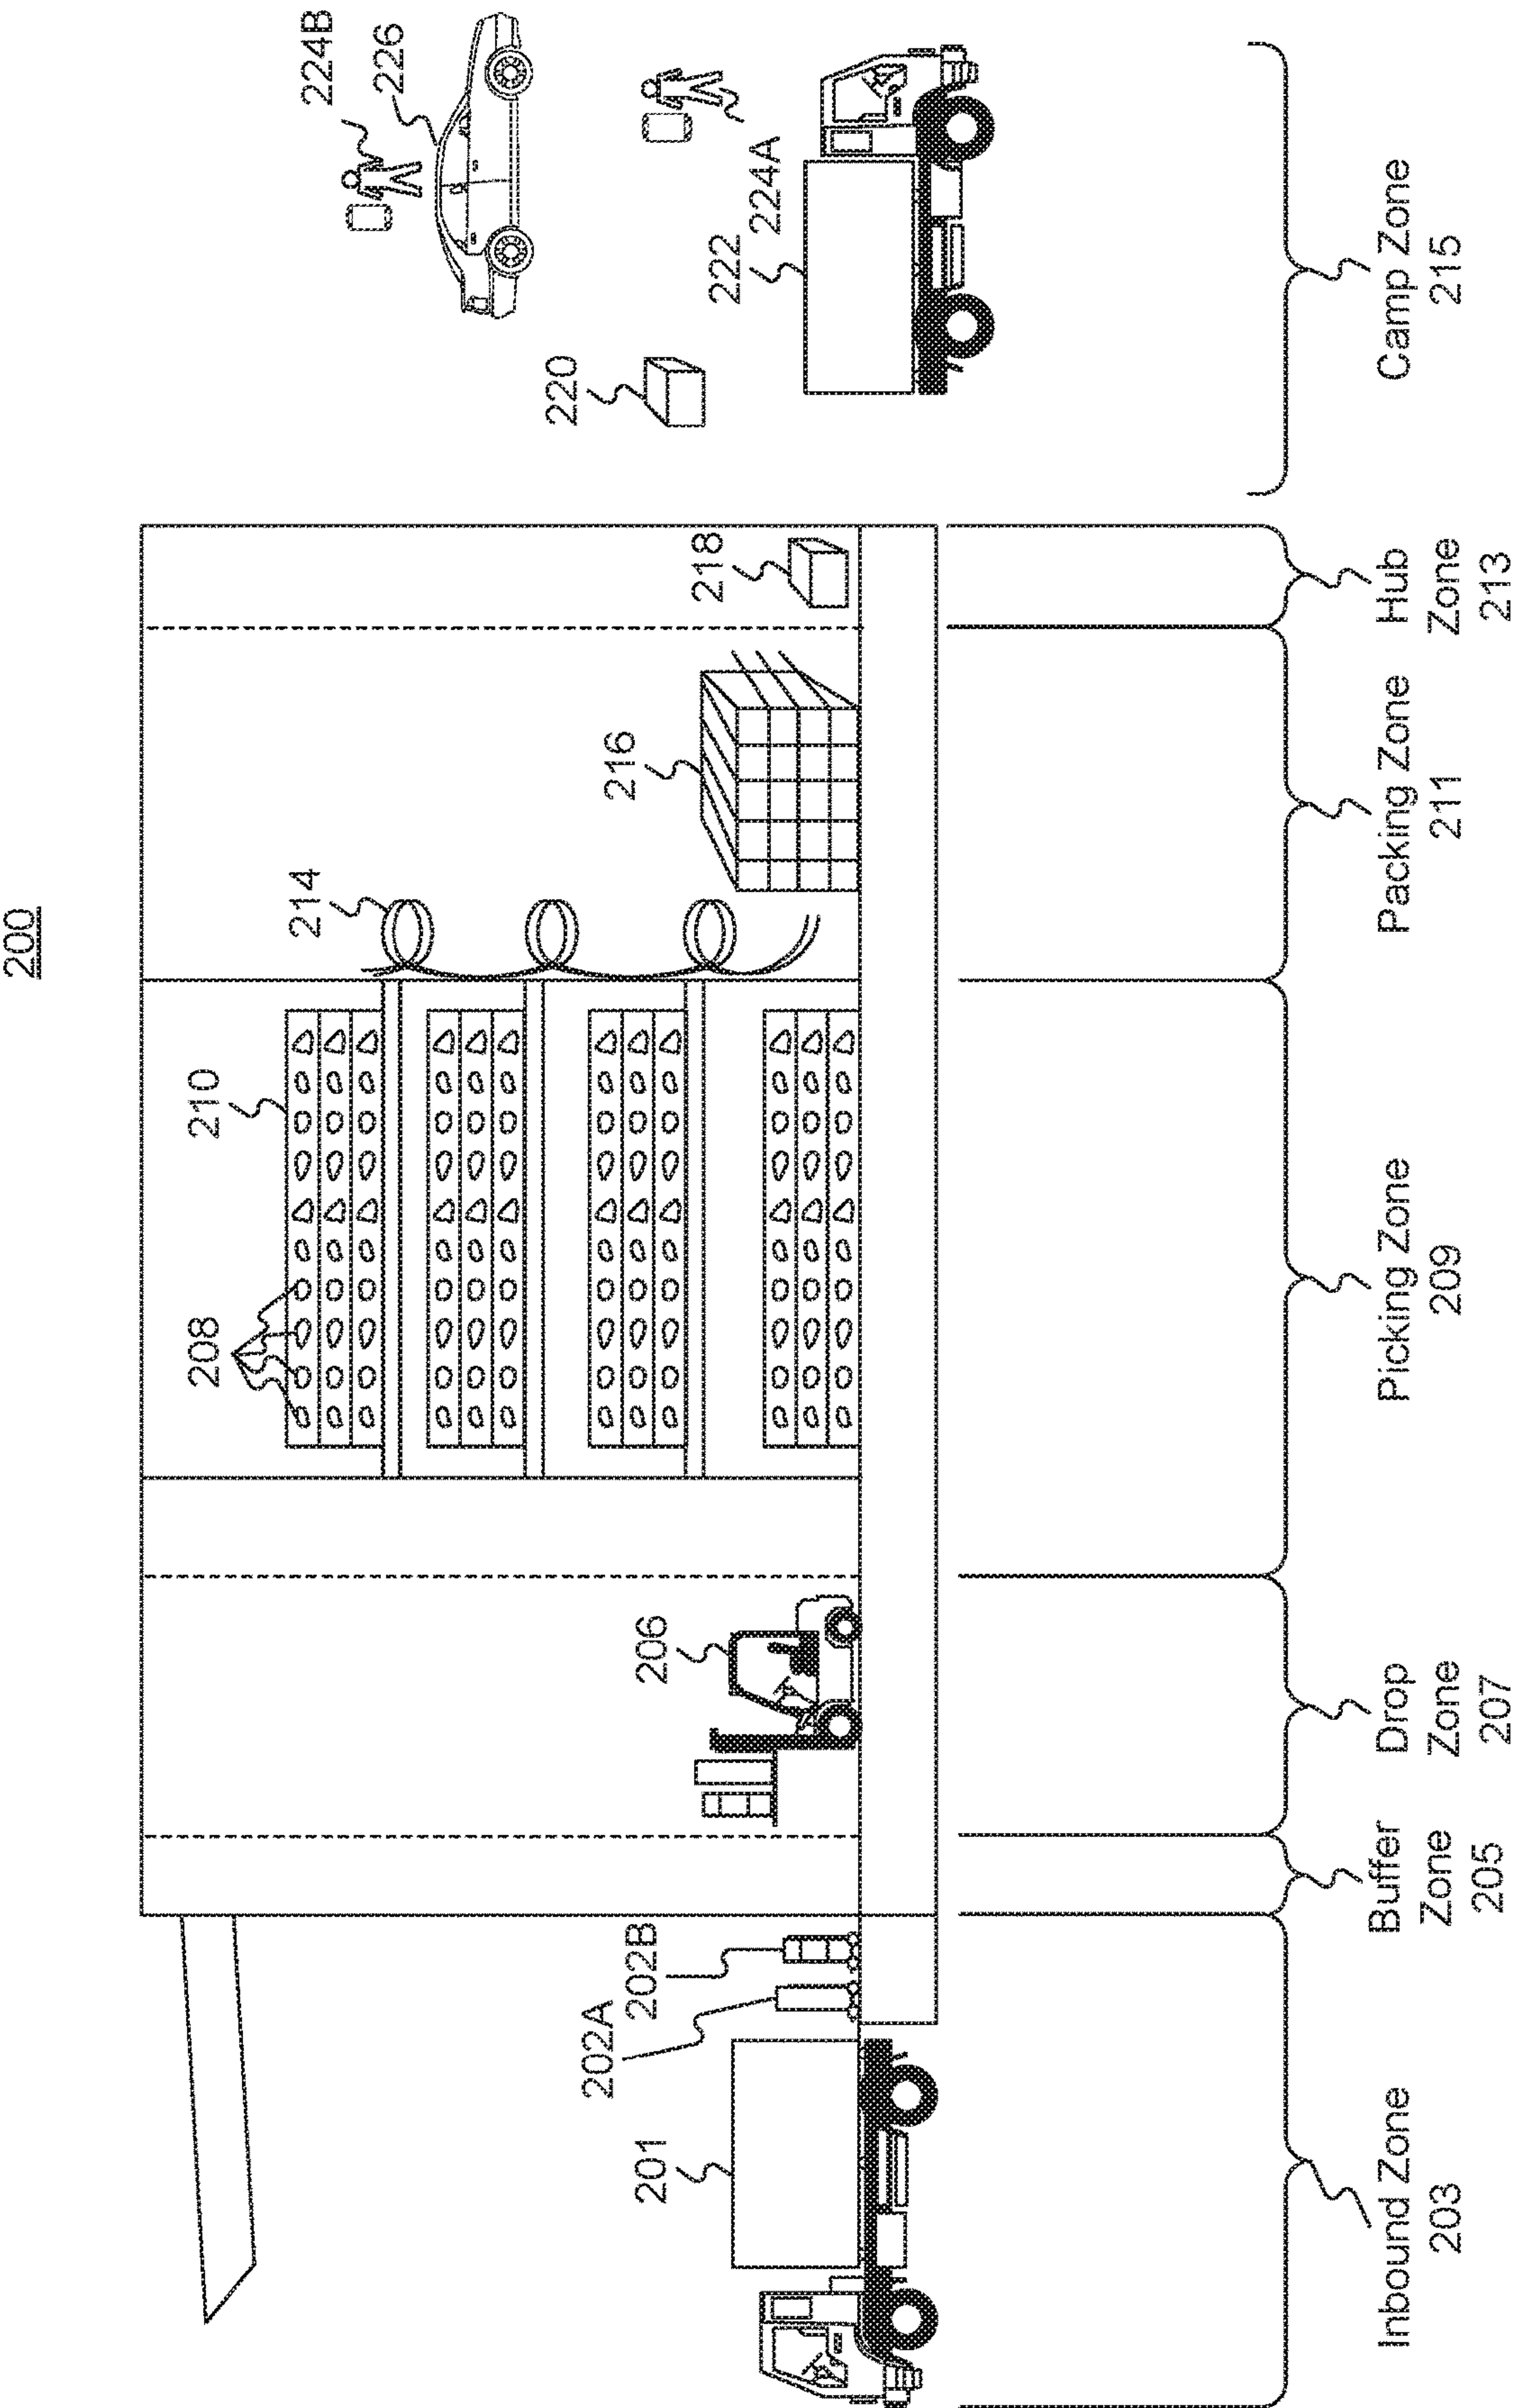 200
224B
226
224A
222
220
218
216
214
210
208
206
202B
202A
201
Inbound Zone
203
Buffer
Zone
205
Drop
Zone
207
Picking Zone
209
Packing Zone
211
Hub
Zone
213
Camp Zone
215